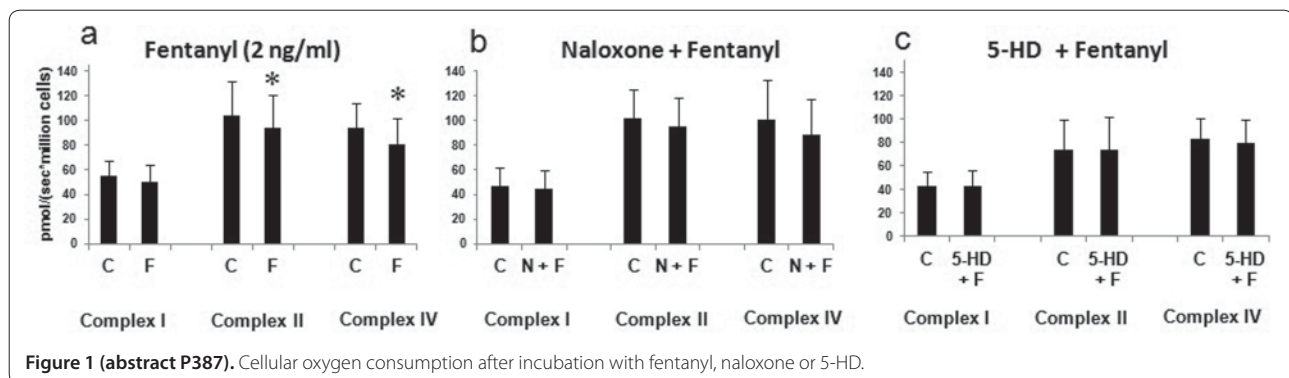 a b c
Fentanyl (2 ng/ml) Naloxone + Fentanyl 5-HD + Fentanyl
pmol/(sec*million cells)
140 140 140
120 * 120 120
100 * 100 100
80 80 80
60 60 60
40 40 40
20 20 20
0 0 0
C F C F C F C N + F C N + F C N + F C 5-HD + F C 5-HD + F C 5-HD + F
Complex I Complex II Complex IV Complex I Complex II Complex IV Complex I Complex II Complex IV
Figure 1 (abstract P387). Cellular oxygen consumption after incubation with fentanyl, naloxone or 5-HD.